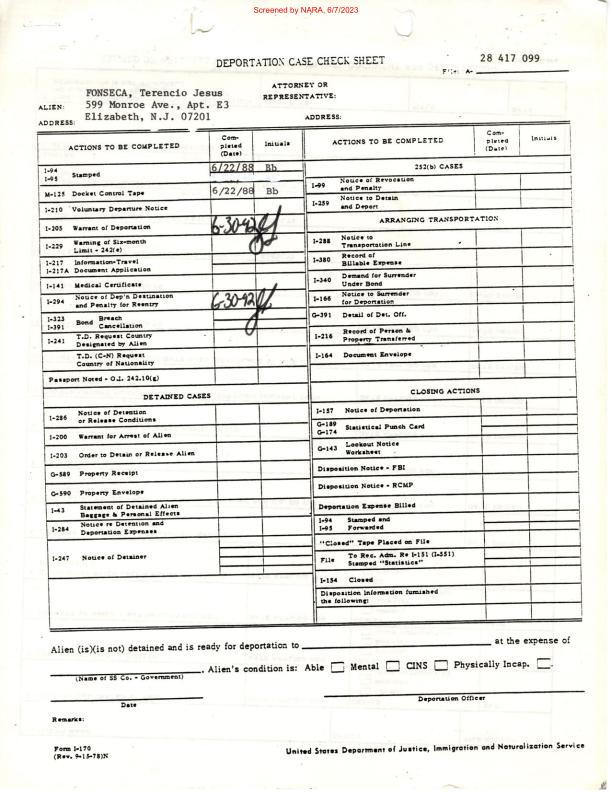 Screened by NARA, 6/7/2023
DEPORTATION CASE CHECK SHEET
28 417 099
File: A-
ATTORNEY OR
REPRESENTATIVE:
ALIEN: FONSECA, Terencio Jesus
599 Monroe Ave., Apt. E3
ADDRESS: Elizabeth, N.J. 07201
ADDRESS:
ACTIONS TO BE COMPLETED Com-pleted (Date) Initials
I-94
I-95 Stamped 6/22/88 Bb
M-125 Docket Control Tape 6/22/88 Bb
I-210 Voluntary Departure Notice
I-205 Warrant of Deportation 6-30-92
I-229 Warning of Six-month
Limit - 242(e)
I-217 Information-Travel
I-217A Document Application
I-141 Medical Certificate
I-294 Notice of Dep'n Destination
and Penalty for Reentry 6-30-92
I-323
I-391 Bond Breach
Cancellation
I-241 T.D. Request Country
Designated by Alien
T.D. (C-N) Request
Country of Nationality
Passport Noted - O.I. 242.10(g)
DETAINED CASES
I-286 Notice of Detention
or Release Conditions
I-200 Warrant for Arrest of Alien
I-203 Order to Detain or Release Alien
G-589 Property Receipt
G-590 Property Envelope
I-43 Statement of Detained Alien
Baggage & Personal Effects
I-284 Notice re Detention and
Deportation Expenses
I-247 Notice of Detainer
ACTIONS TO BE COMPLETED Com-pleted (Date) Initials
252(b) CASES
I-99 Notice of Revocation
and Penalty
I-259 Notice to Detain
and Deport
ARRANGING TRANSPORTATION
I-288 Notice to
Transportation Line
I-380 Record of
Billable Expense
I-340 Demand for Surrender
Under Bond
I-166 Notice to Surrender
for Deportation
G-391 Detail of Det. Off.
I-216 Record of Person &
Property Transferred
I-164 Document Envelope
CLOSING ACTIONS
I-157 Notice of Deportation
G-189
G-174 Statistical Punch Card
G-143 Lookout Notice
Worksheet
Disposition Notice - FBI
Disposition Notice - RCMP
Deportation Expense Billed
I-94 Stamped and
I-95 Forwarded
"Closed" Tape Placed on File
File To Rec. Adm. Re I-151 (I-551)
Stamped "Statistics"
I-154 Closed
Disposition Information furnished
the following:
Alien (is)(is not) detained and is ready for deportation to at the expense of
. Alien's condition is: Able Mental CINS Physically Incap. .
(Name of SS Co. - Government)
Date
Deportation Officer
Remarks:
Form I-170
(Rev. 9-15-78)N
United States Department of Justice, Immigration and Naturalization Service